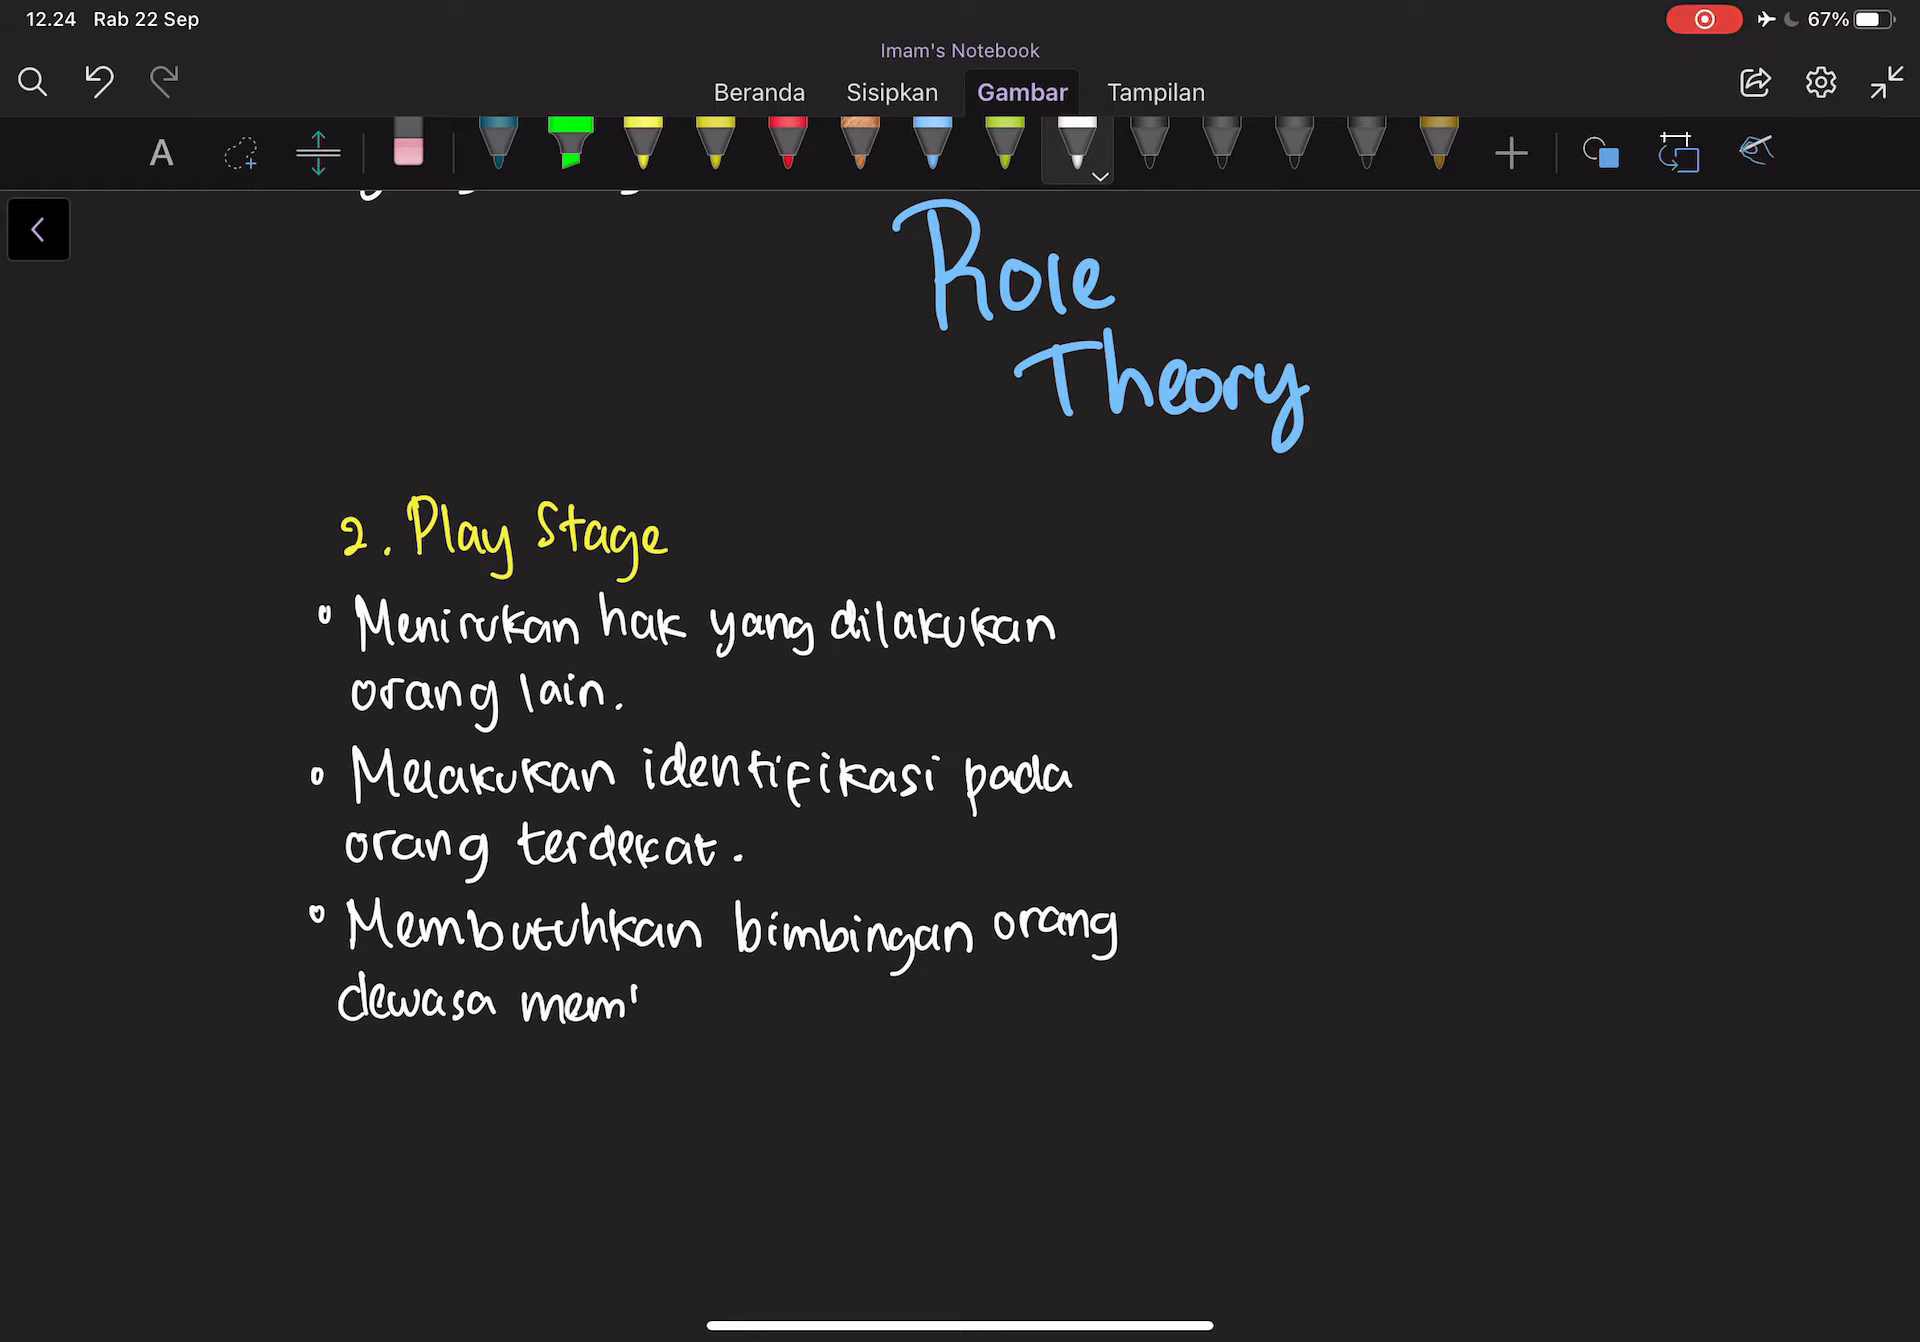 12.24 Rab 22 Sep
67%
Imam's Notebook
Beranda Sisipkan Gambar Tampilan
A
Role
Theory
2. Play Stage
Menirukan hak yang dilakukan
orang lain.
Melakukan identifikasi pada
orang terdekat.
Membutuhkan bimbingan orang
dewasa mem